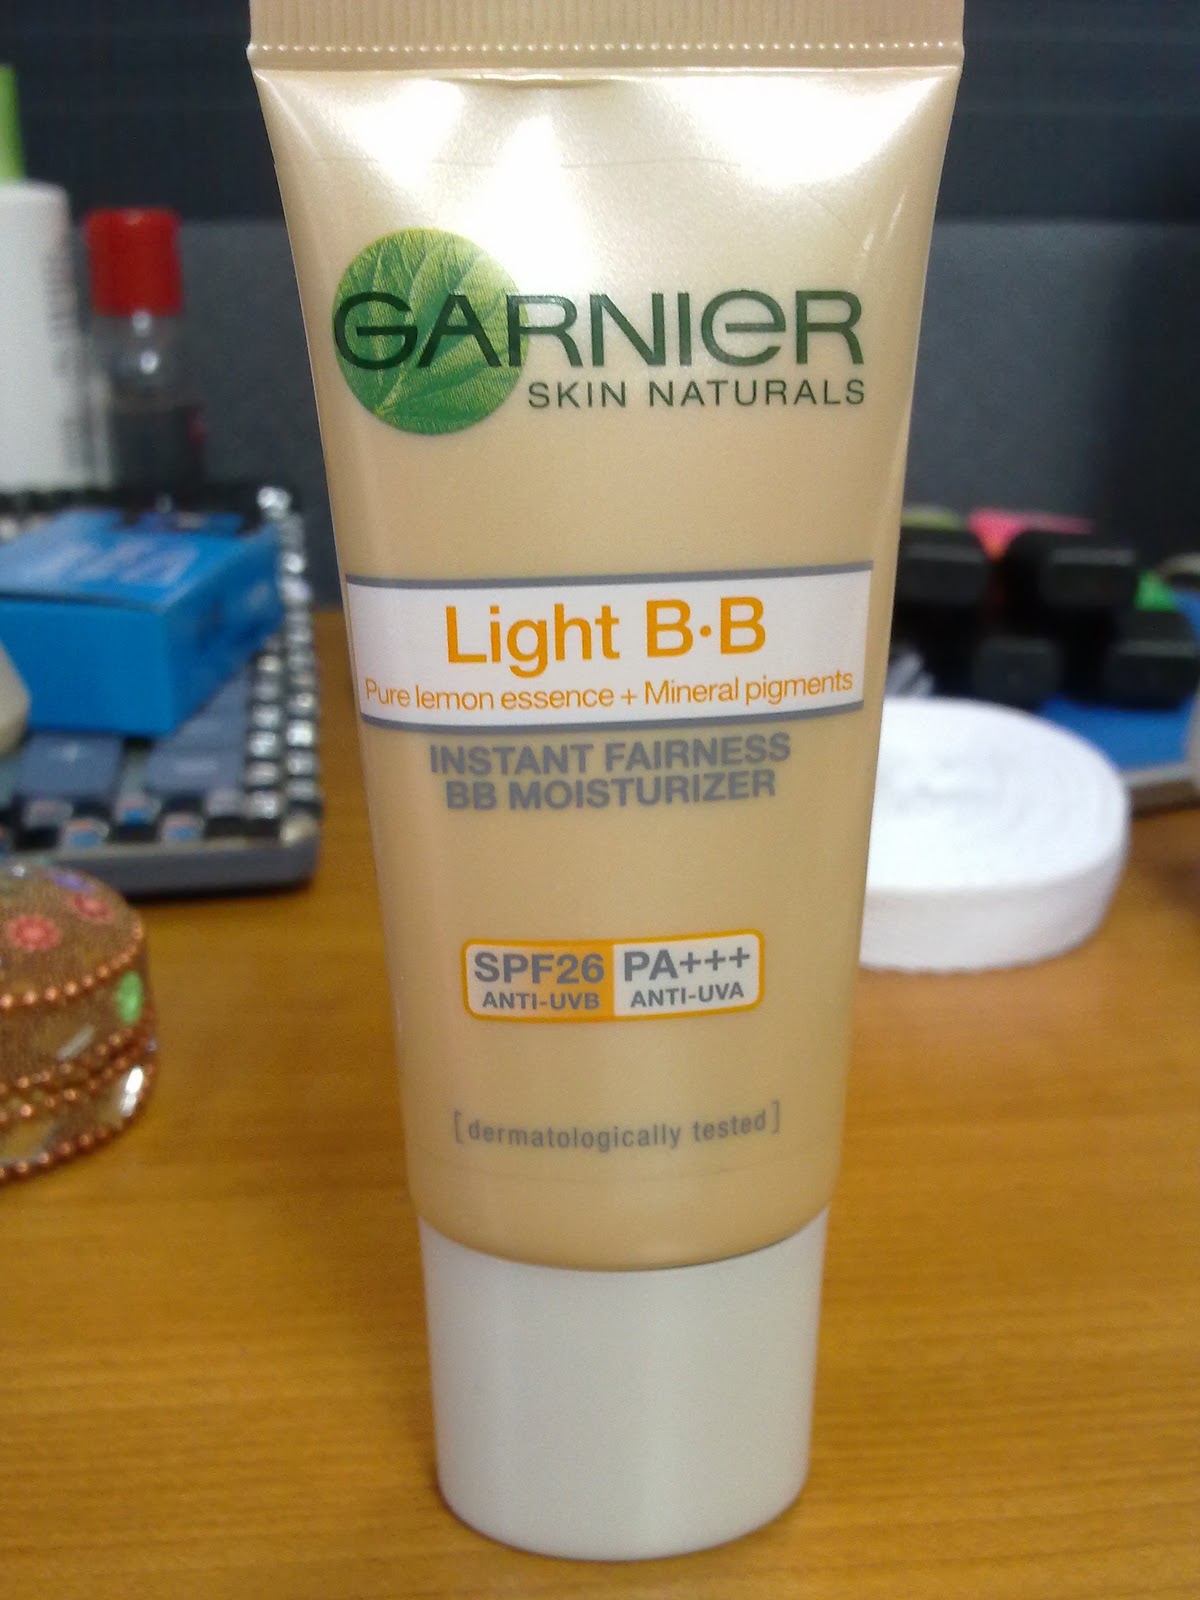 GARNIER
SKIN NATURALS
Light B·B
Pure lemon essence + Mineral pigments
INSTANT FAIRNESS
BB MOISTURIZER
SPF26 PA+++
ANTI-UVB ANTI-UVA
[dermatologically tested]